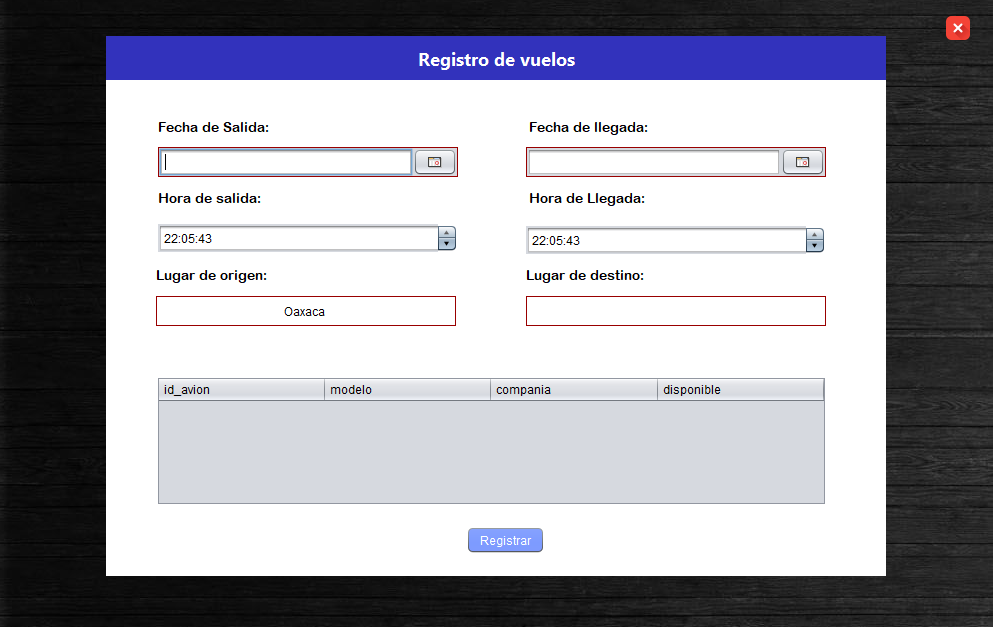 Registro de vuelos
Fecha de Salida:
Fecha de llegada:
Hora de salida:
Hora de Llegada:
22:05:43
22:05:43
Lugar de origen:
Lugar de destino:
Oaxaca
id_avion modelo compania disponible
Registrar